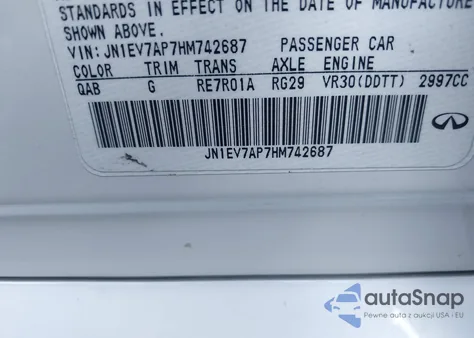 STANDARDS IN EFFECT ON THE DATE OF MANUFACTURE
SHOWN ABOVE.
VIN: JN1EV7AP7HM742687 PASSENGER CAR
COLOR TRIM TRANS AXLE ENGINE
QAB G RE7R01A RG29 VR30(DDTT) 2997CC
JN1EV7AP7HM742687
autoSnap
Pewne auta z aukcji USA - EU